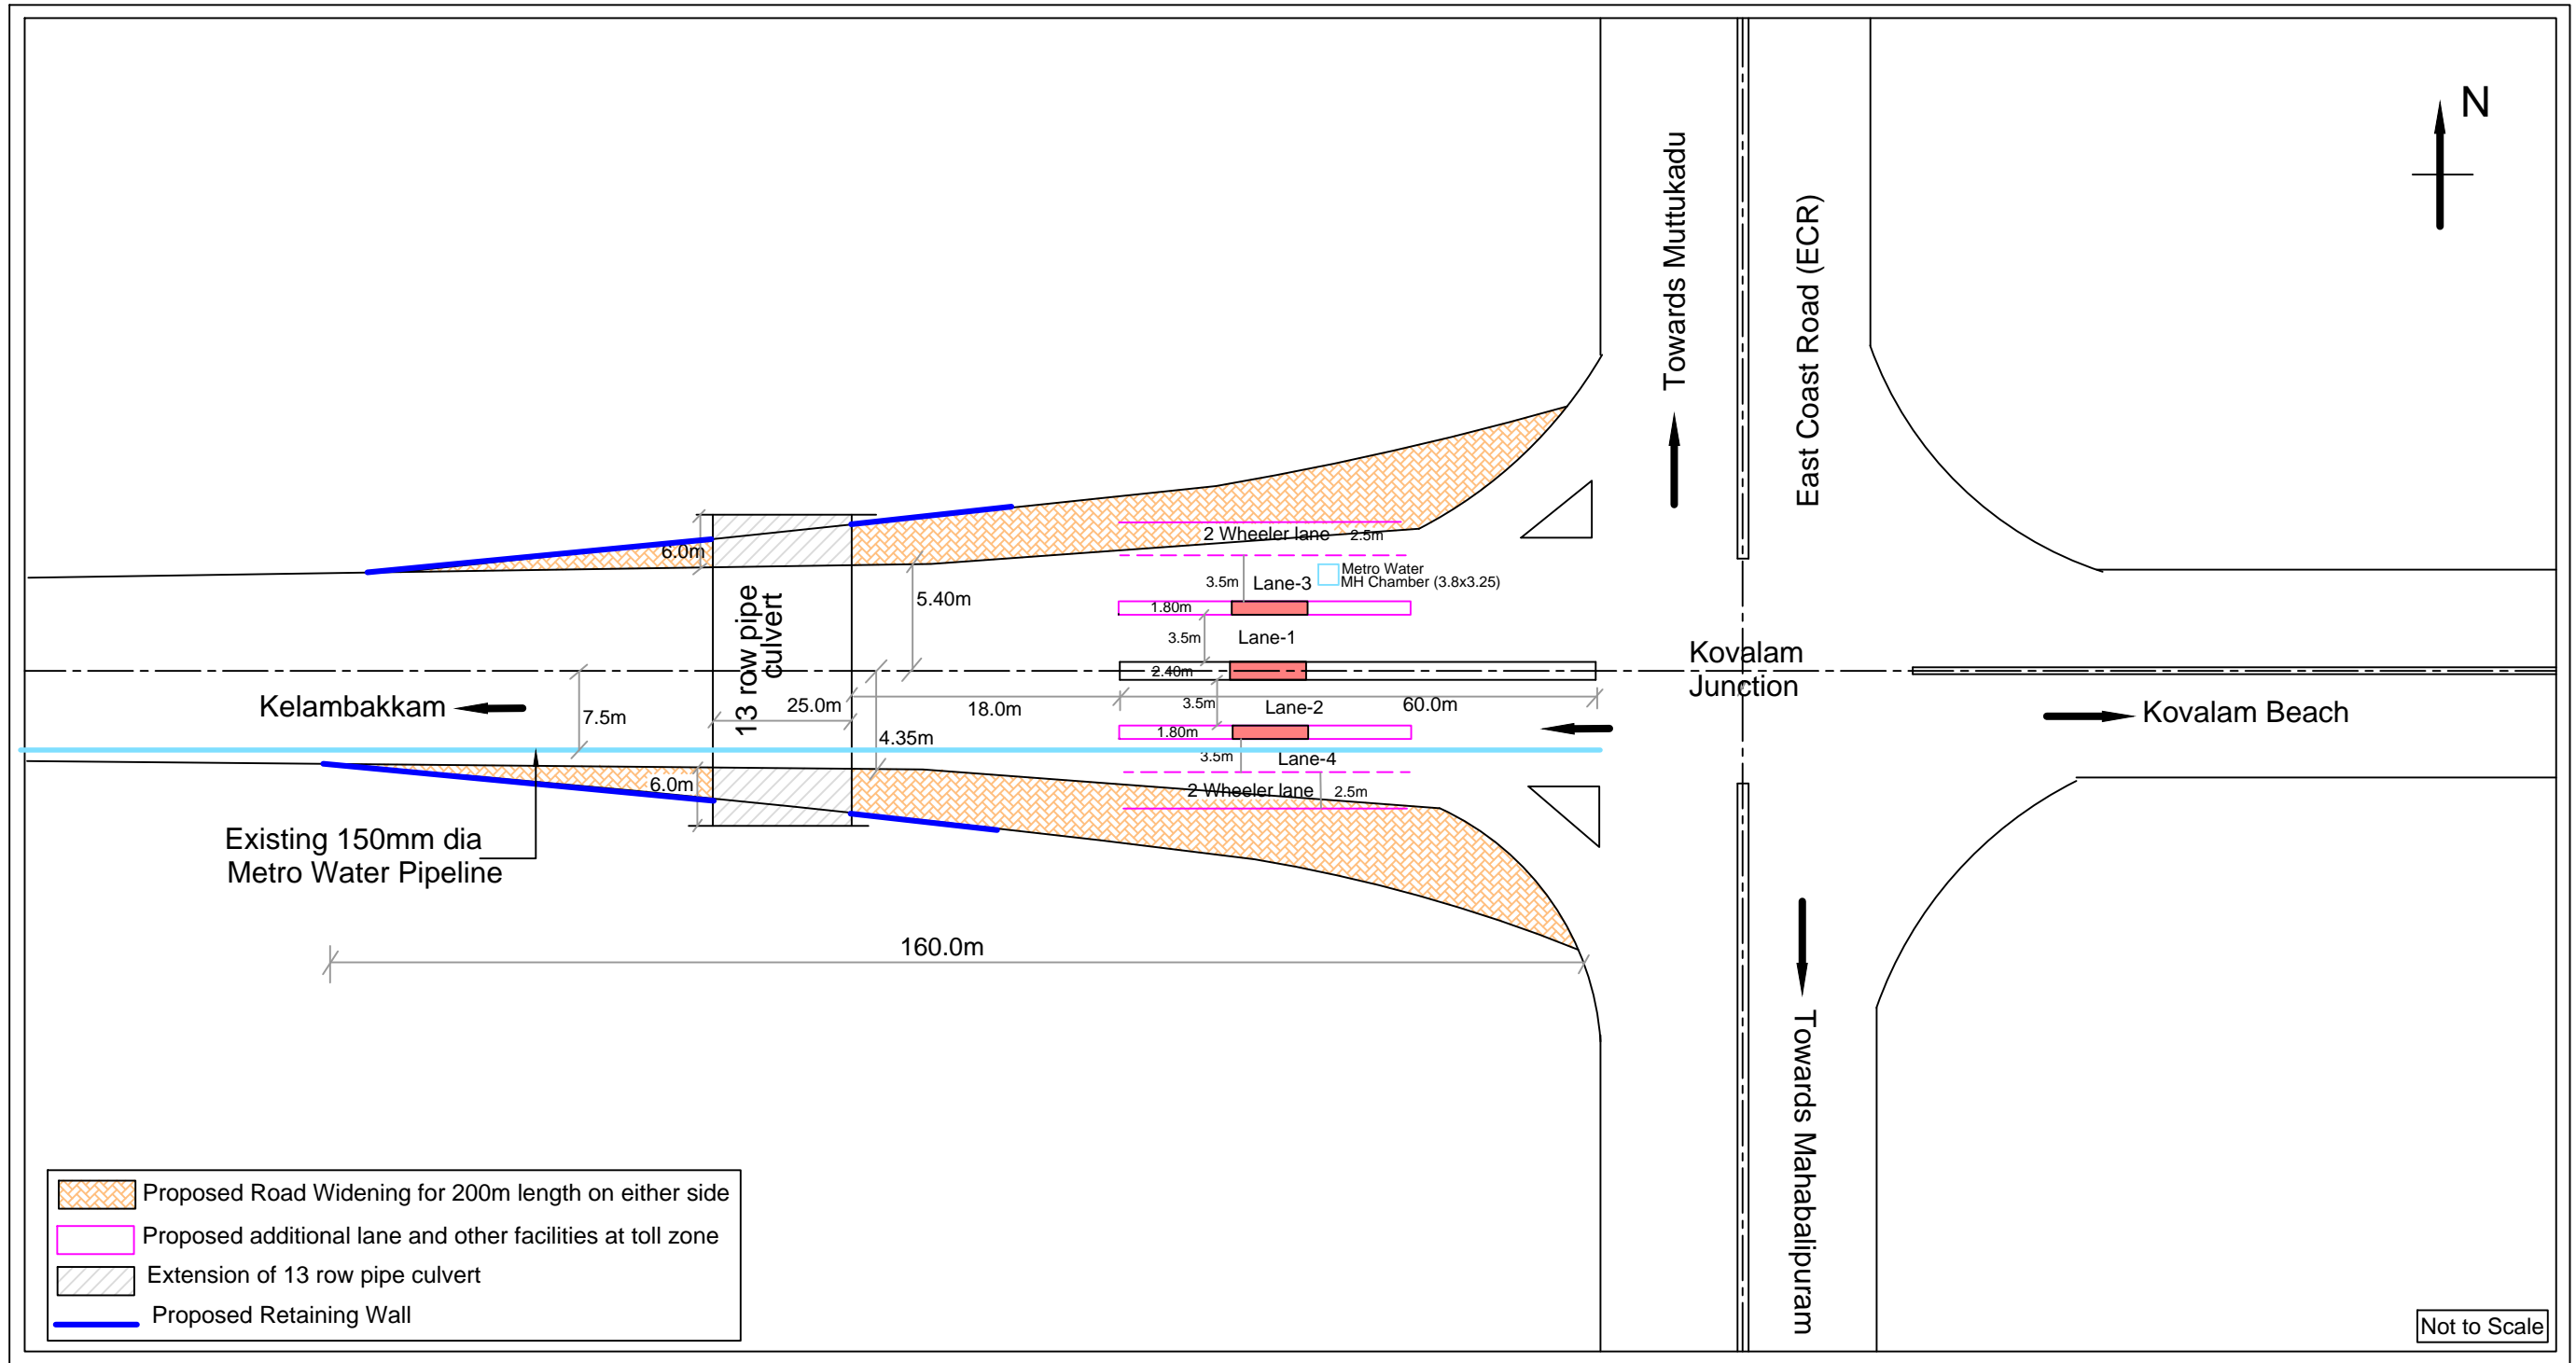 N
Towards Muttukadu
East Coast Road (ECR)
2 Wheeler lane 2.5m
6.0m
Metro Water
MH Chamber (3.8x3.25)
3.5m Lane-3
5.40m
1.80m
13 row pipe
culvert
3.5m Lane-1
Kovalam
Junction
2.40m
Kelambakkam
7.5m
25.0m
18.0m
3.5m
Lane-2
60.0m
Kovalam Beach
4.35m
1.80m
3.5m Lane-4
6.0m
2 Wheeler lane 2.5m
Existing 150mm dia
Metro Water Pipeline
160.0m
Towards Mahabalipuram
Proposed Road Widening for 200m length on either side
Proposed additional lane and other facilities at toll zone
Extension of 13 row pipe culvert
Proposed Retaining Wall
Not to Scale